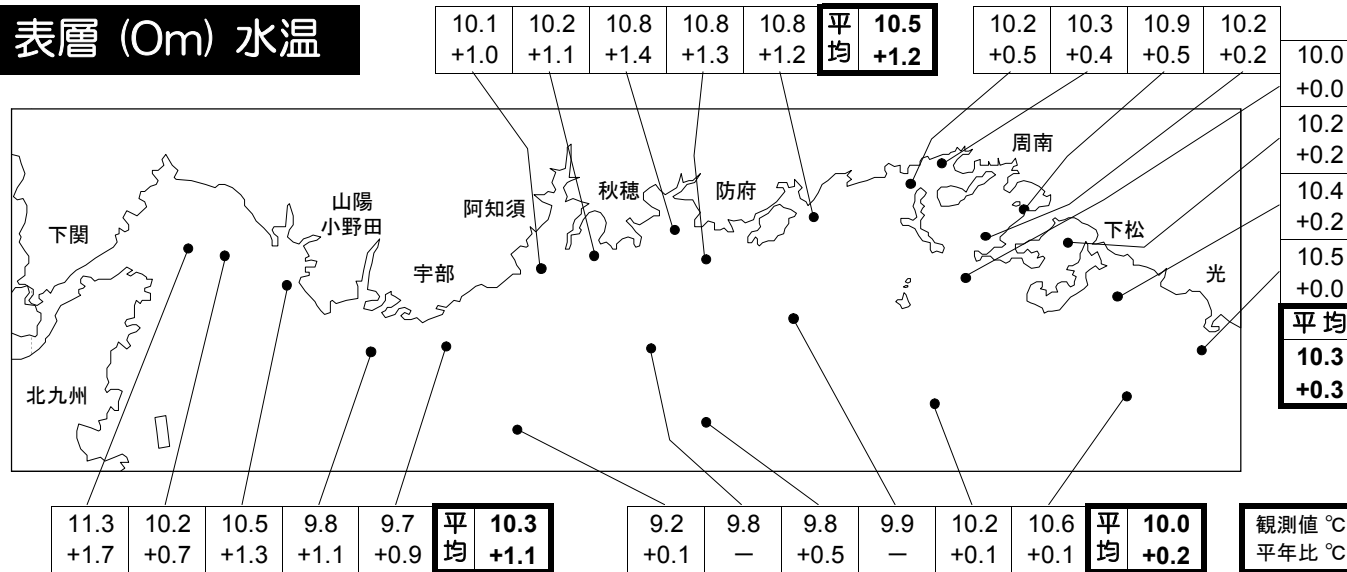 表層 (0m) 水温
10.1 10.2 10.8 10.8 10.8 平均 10.5
+1.0 +1.1 +1.4 +1.3 +1.2 +1.2
10.2 10.3 10.9 10.2
+0.5 +0.4 +0.5 +0.2
10.0
+0.0
10.2
+0.2
10.4
+0.2
10.5
+0.0
平均
10.3
+0.3
周南
秋穂
防府
山陽
小野田
阿知須
下関
下松
宇部
光
北九州
11.3 10.2 10.5 9.8 9.7 平均 10.3
+1.7 +0.7 +1.3 +1.1 +0.9 +1.1
9.2 9.8 9.8 9.9 10.2 10.6 平均 10.0
+0.1 － +0.5 － +0.1 +0.1 +0.2
観測値 ℃
平年比 ℃